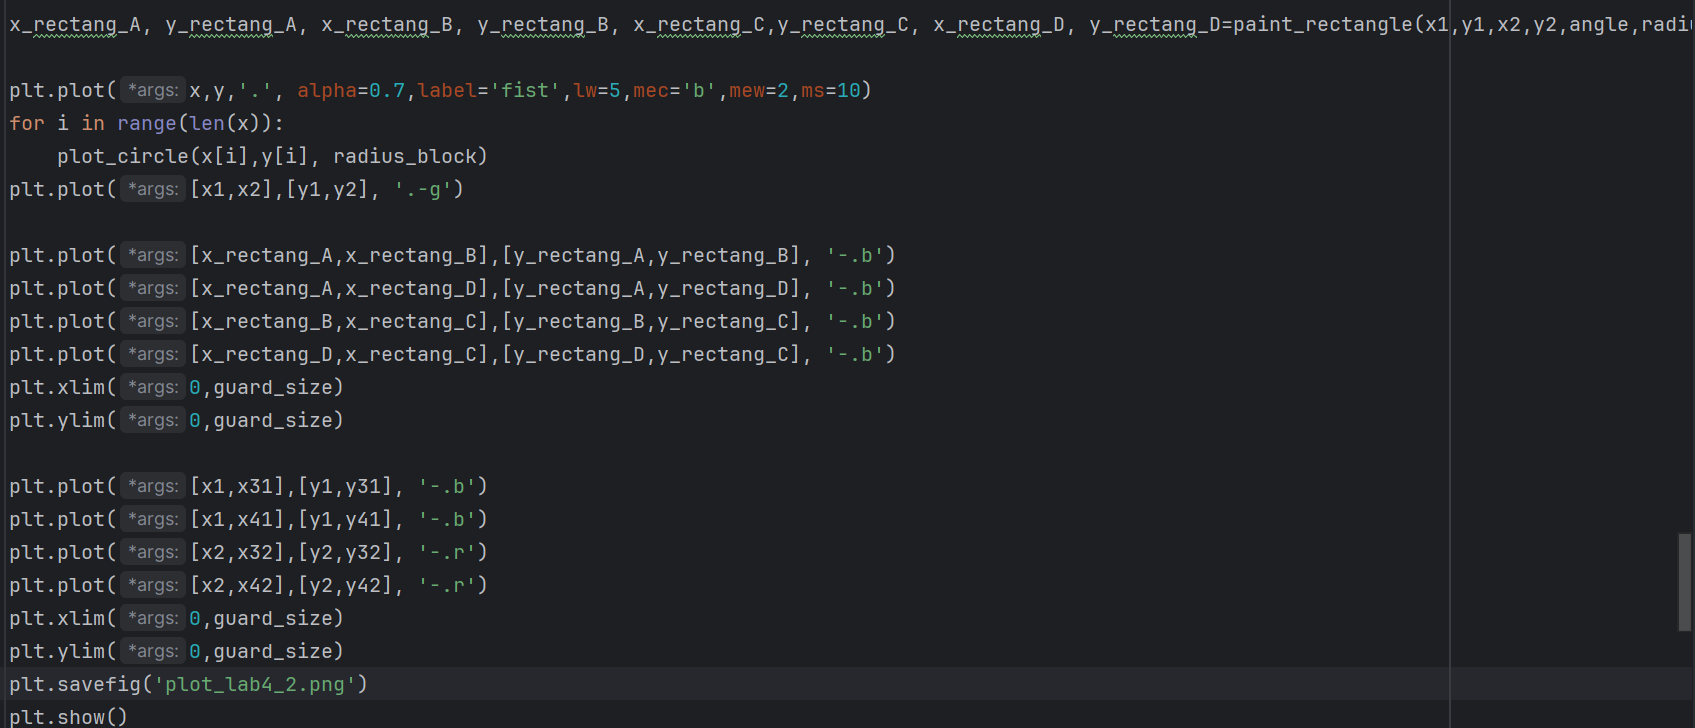 x_rectang_A, y_rectang_A, x_rectang_B, y_rectang_B, x_rectang_C,y_rectang_C, x_rectang_D, y_rectang_D=paint_rectangle(x1,y1,x2,y2,angle,radiu
plt.plot( *args: x,y,'.', alpha=0.7,label='fist',lw=5,mec='b',mew=2,ms=10)
for i in range(len(x)):
    plot_circle(x[i],y[i], radius_block)
plt.plot( *args: [x1,x2],[y1,y2], '.-g')
plt.plot( *args: [x_rectang_A,x_rectang_B],[y_rectang_A,y_rectang_B], '-.b')
plt.plot( *args: [x_rectang_A,x_rectang_D],[y_rectang_A,y_rectang_D], '-.b')
plt.plot( *args: [x_rectang_B,x_rectang_C],[y_rectang_B,y_rectang_C], '-.b')
plt.plot( *args: [x_rectang_D,x_rectang_C],[y_rectang_D,y_rectang_C], '-.b')
plt.xlim( *args: 0,guard_size)
plt.ylim( *args: 0,guard_size)
plt.plot( *args: [x1,x31],[y1,y31], '-.b')
plt.plot( *args: [x1,x41],[y1,y41], '-.b')
plt.plot( *args: [x2,x32],[y2,y32], '-.r')
plt.plot( *args: [x2,x42],[y2,y42], '-.r')
plt.xlim( *args: 0,guard_size)
plt.ylim( *args: 0,guard_size)
plt.savefig('plot_lab4_2.png')
plt.show()